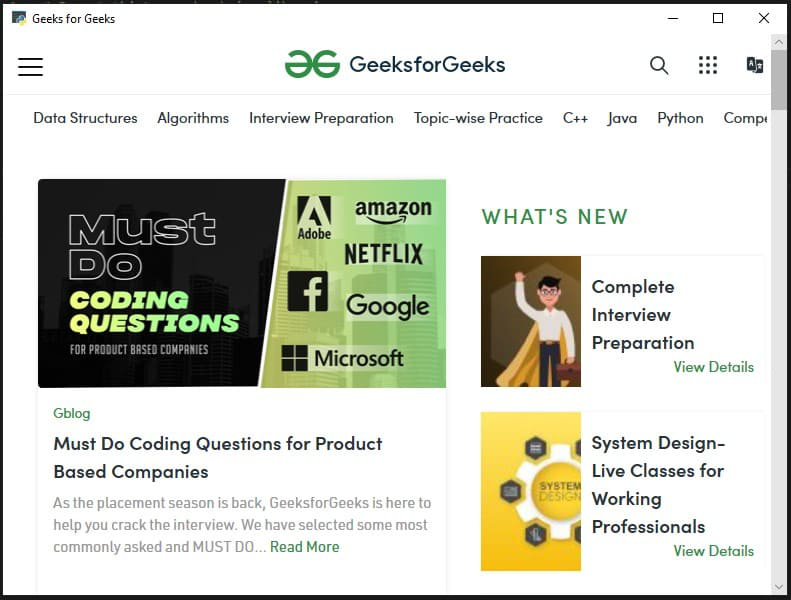 Geeks for Geeks
GeeksforGeeks
Data Structures Algorithms Interview Preparation Topic-wise Practice C++ Java Python Compe
Must
Do
CODING
QUESTIONS
FOR PRODUCT BASED COMPANIES
Adobe
amazon
NETFLIX
Google
Microsoft
Gblog
Must Do Coding Questions for Product
Based Companies
As the placement season is back, GeeksforGeeks is here to
help you crack the interview. We have selected some most
commonly asked and MUST DO... Read More
WHAT'S NEW
Complete
Interview
Preparation
View Details
SYSTEM
DESIGN
System Design-
Live Classes for
Working
Professionals
View Details